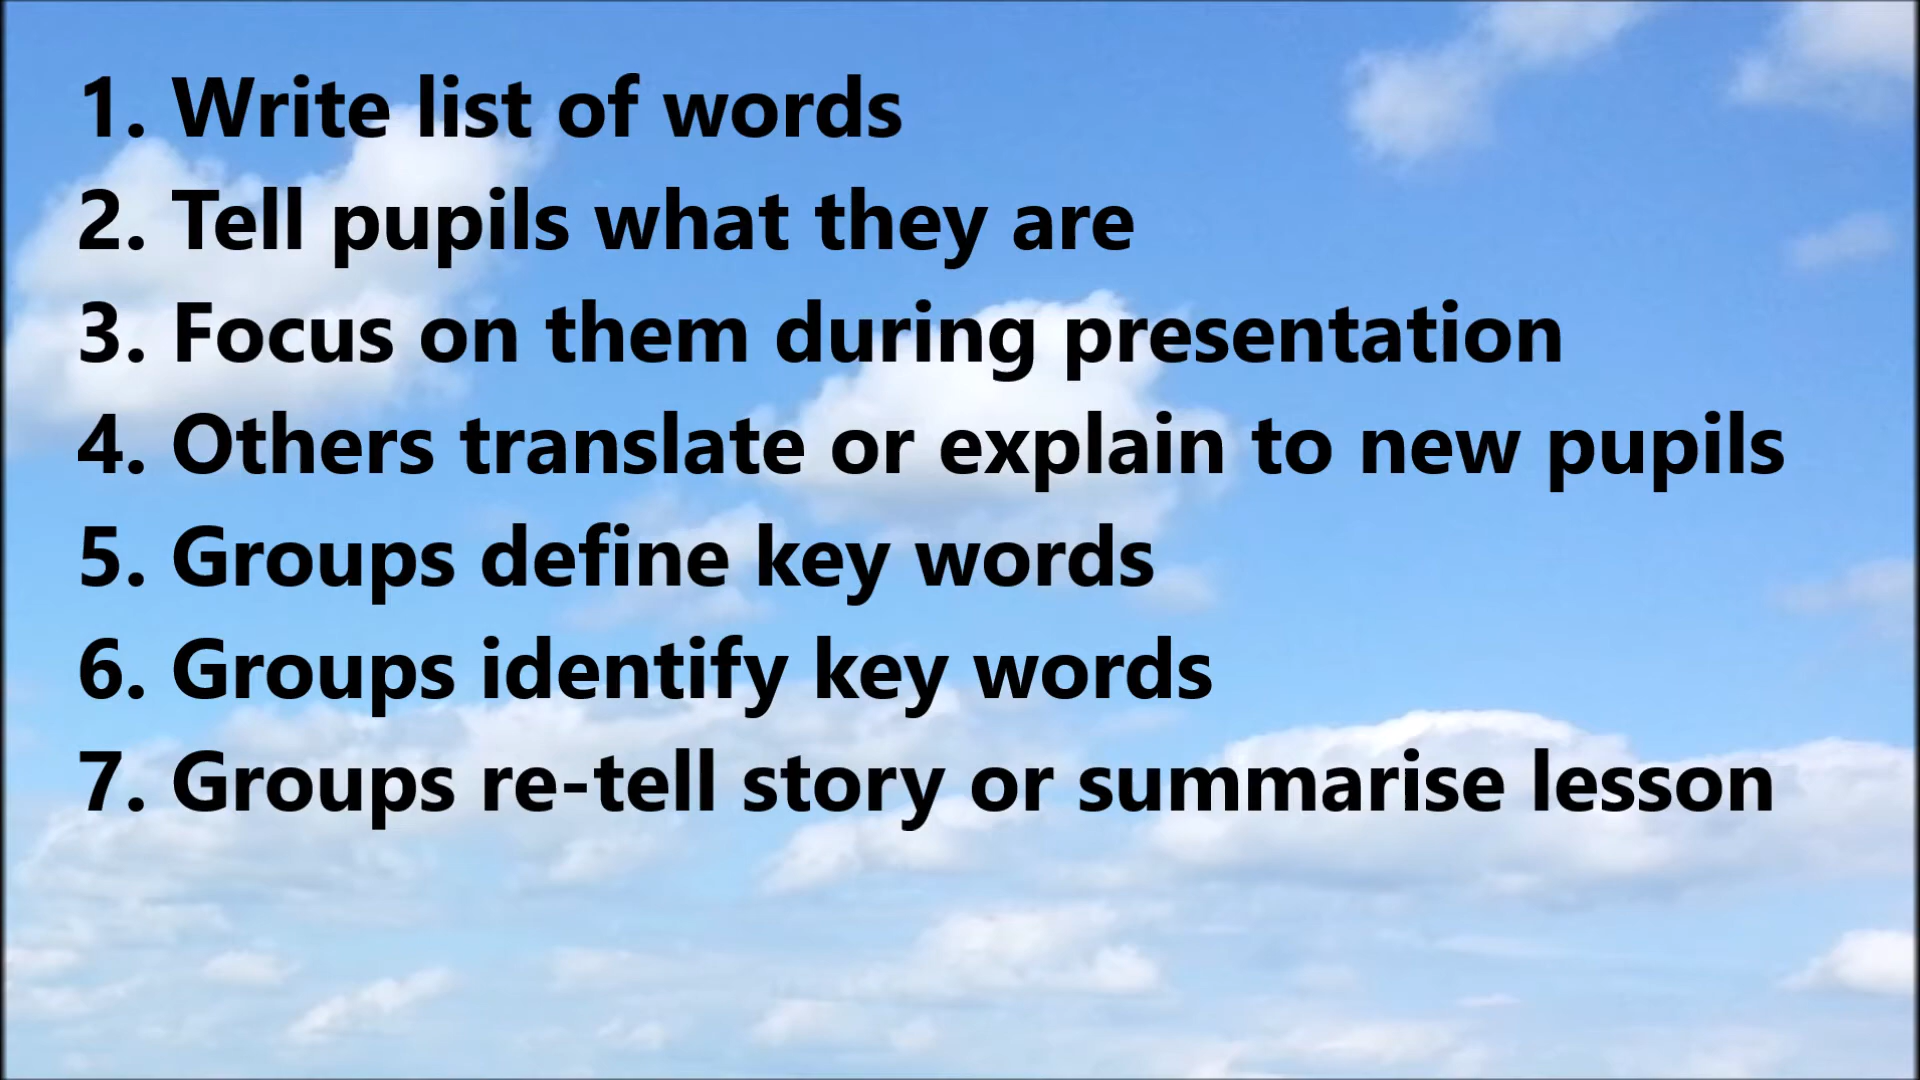 1. Write list of words
2. Tell pupils what they are
3. Focus on them during presentation
4. Others translate or explain to new pupils
5. Groups define key words
6. Groups identify key words
7. Groups re-tell story or summarise lesson